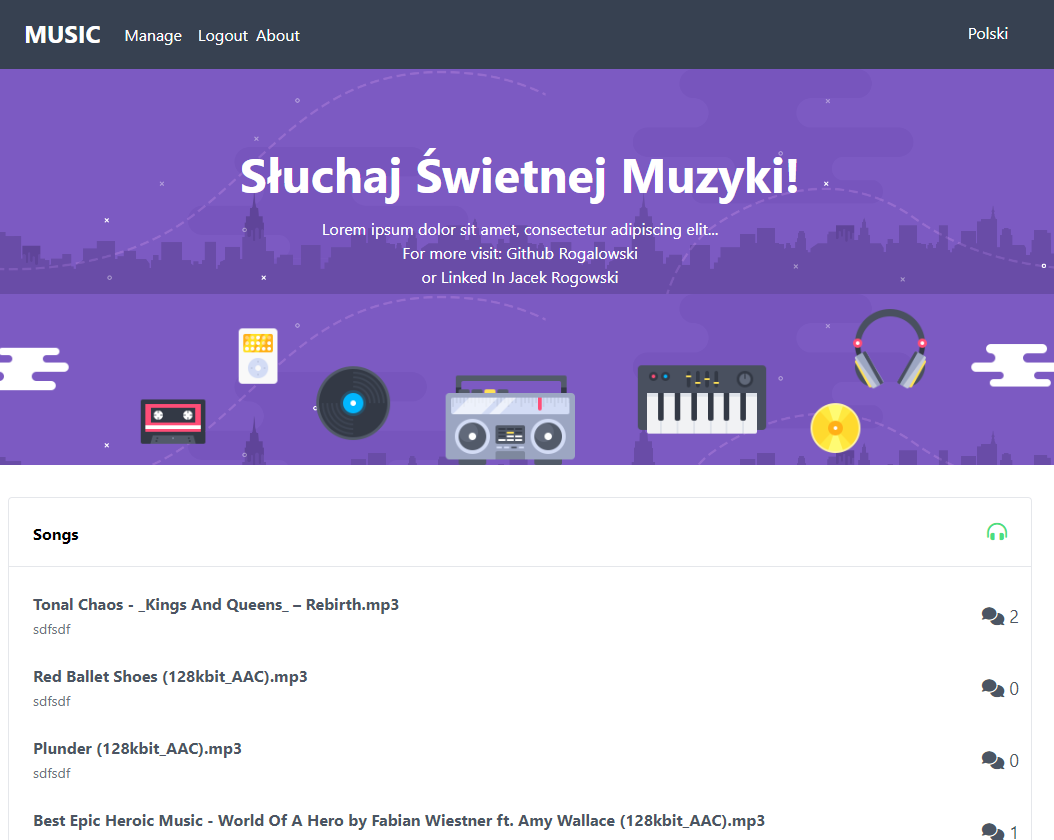 MUSIC Manage Logout About Polski
Słuchaj Świetnej Muzyki!
Lorem ipsum dolor sit amet, consectetur adipiscing elit...
For more visit: Github Rogalowski
or Linked In Jacek Rogowski
Songs
Tonal Chaos - _Kings And Queens_ – Rebirth.mp3
sdfsdf
2
Red Ballet Shoes (128kbit_AAC).mp3
sdfsdf
0
Plunder (128kbit_AAC).mp3
sdfsdf
0
Best Epic Heroic Music - World Of A Hero by Fabian Wiestner ft. Amy Wallace (128kbit_AAC).mp3
1